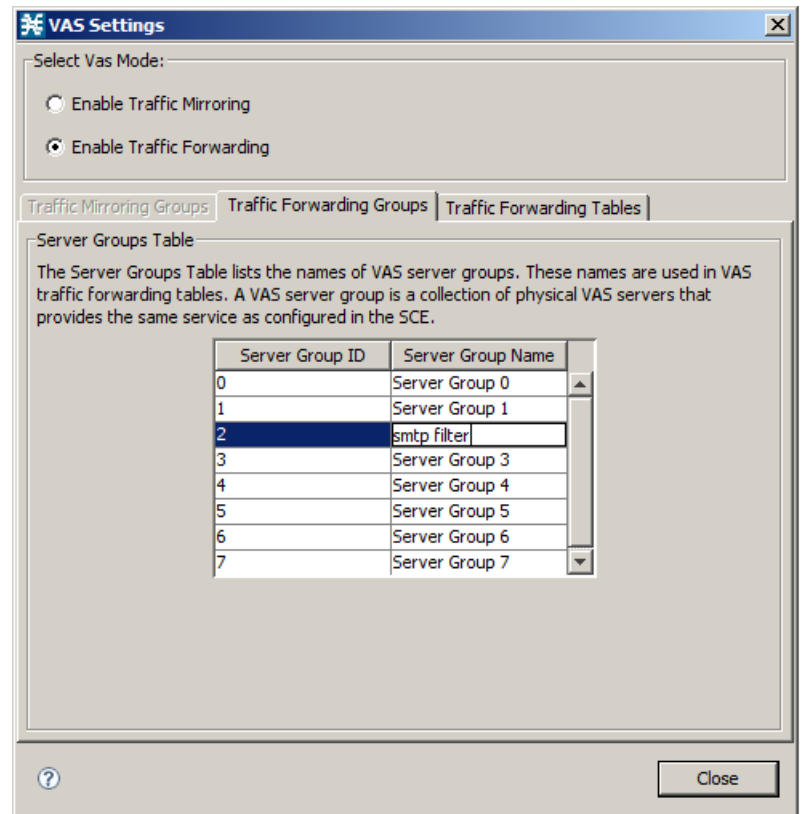 VAS Settings
Select Vas Mode:
Enable Traffic Mirroring
Enable Traffic Forwarding
Traffic Mirroring Groups Traffic Forwarding Groups Traffic Forwarding Tables
Server Groups Table
The Server Groups Table lists the names of VAS server groups. These names are used in VAS
traffic forwarding tables. A VAS server group is a collection of physical VAS servers that
provides the same service as configured in the SCE.
Server Group ID Server Group Name
0 Server Group 0
1 Server Group 1
2 smtp filter
3 Server Group 3
4 Server Group 4
5 Server Group 5
6 Server Group 6
7 Server Group 7
? Close